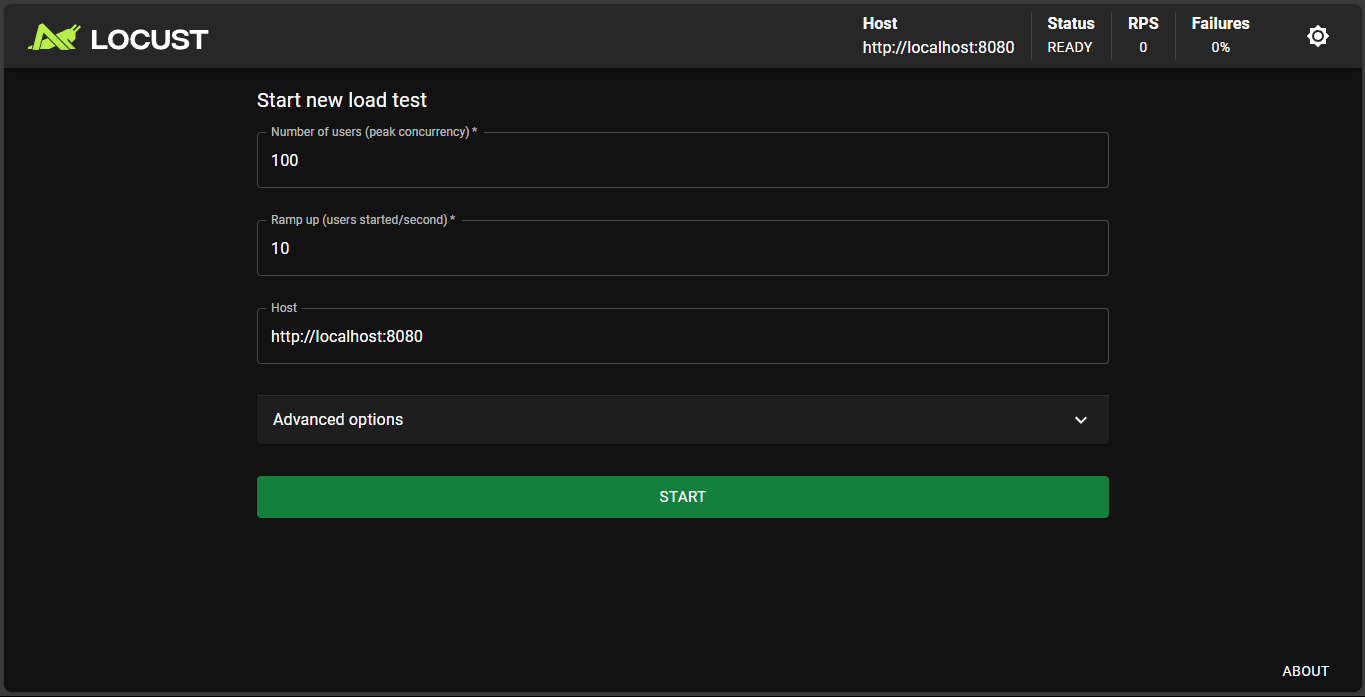 LOCUST
Host
http://localhost:8080
Status
READY
RPS
0
Failures
0%
Start new load test
Number of users (peak concurrency) *
100
Ramp up (users started/second) *
10
Host
http://localhost:8080
Advanced options
START
ABOUT